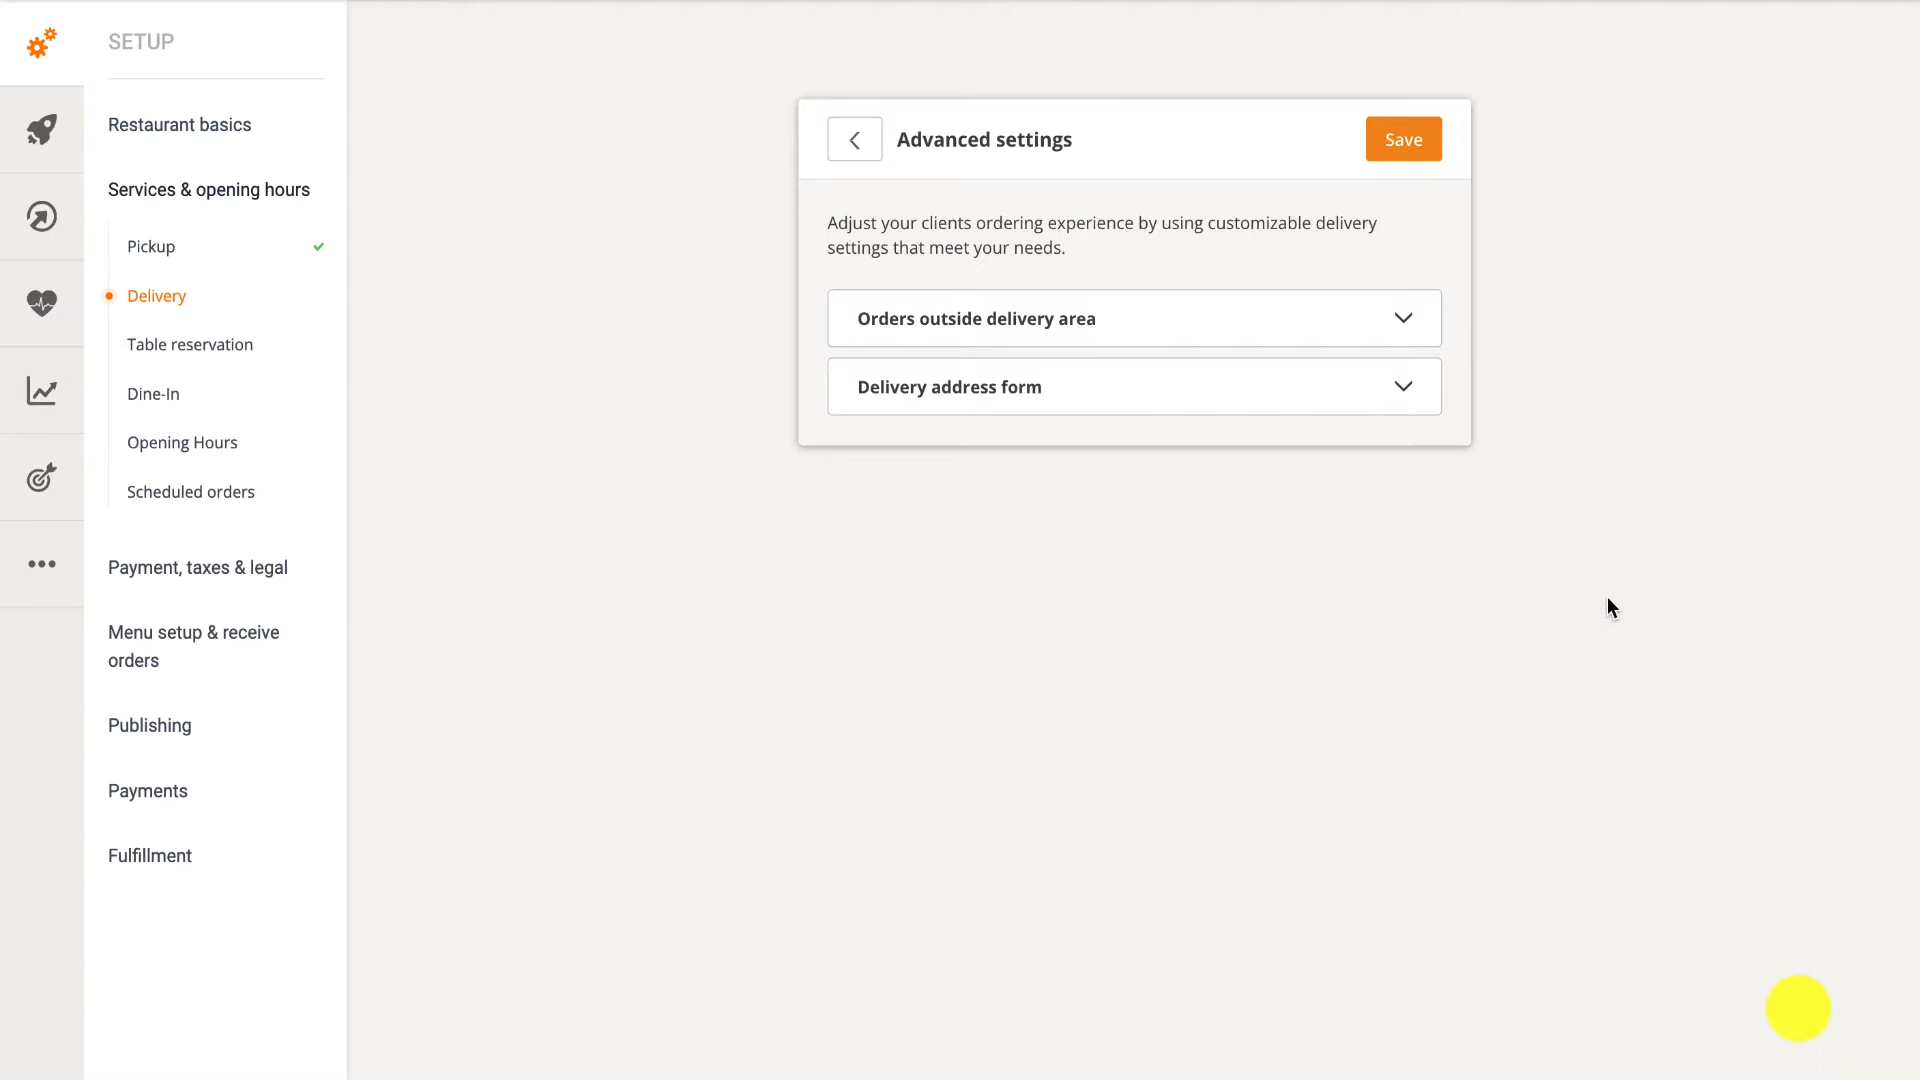 SETUP
Restaurant basics
Services & opening hours
Pickup
Delivery
Table reservation
Dine-In
Opening Hours
Scheduled orders
Payment, taxes & legal
Menu setup & receive
orders
Publishing
Payments
Fulfillment
Advanced settings
Save
Adjust your clients ordering experience by using customizable delivery
settings that meet your needs.
Orders outside delivery area
Delivery address form